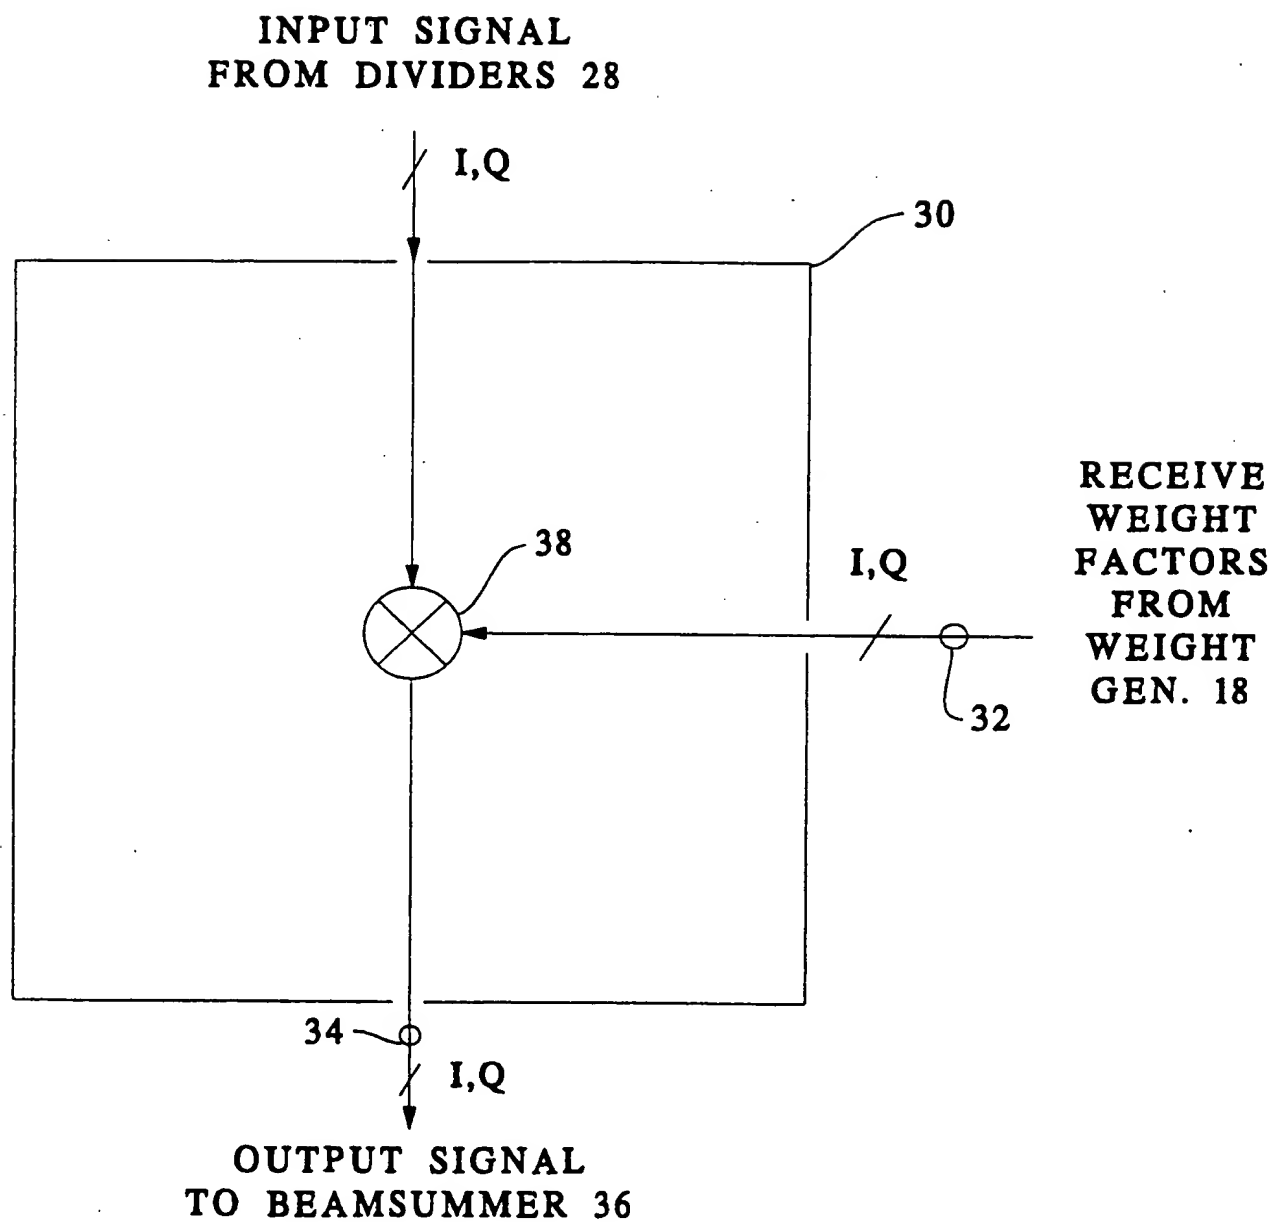 INPUT SIGNAL
FROM DIVIDERS 28
I,Q
30
38
I,Q
RECEIVE
WEIGHT
FACTORS
FROM
WEIGHT
GEN. 18
32
34
I,Q
OUTPUT SIGNAL
TO BEAMSUMMER 36